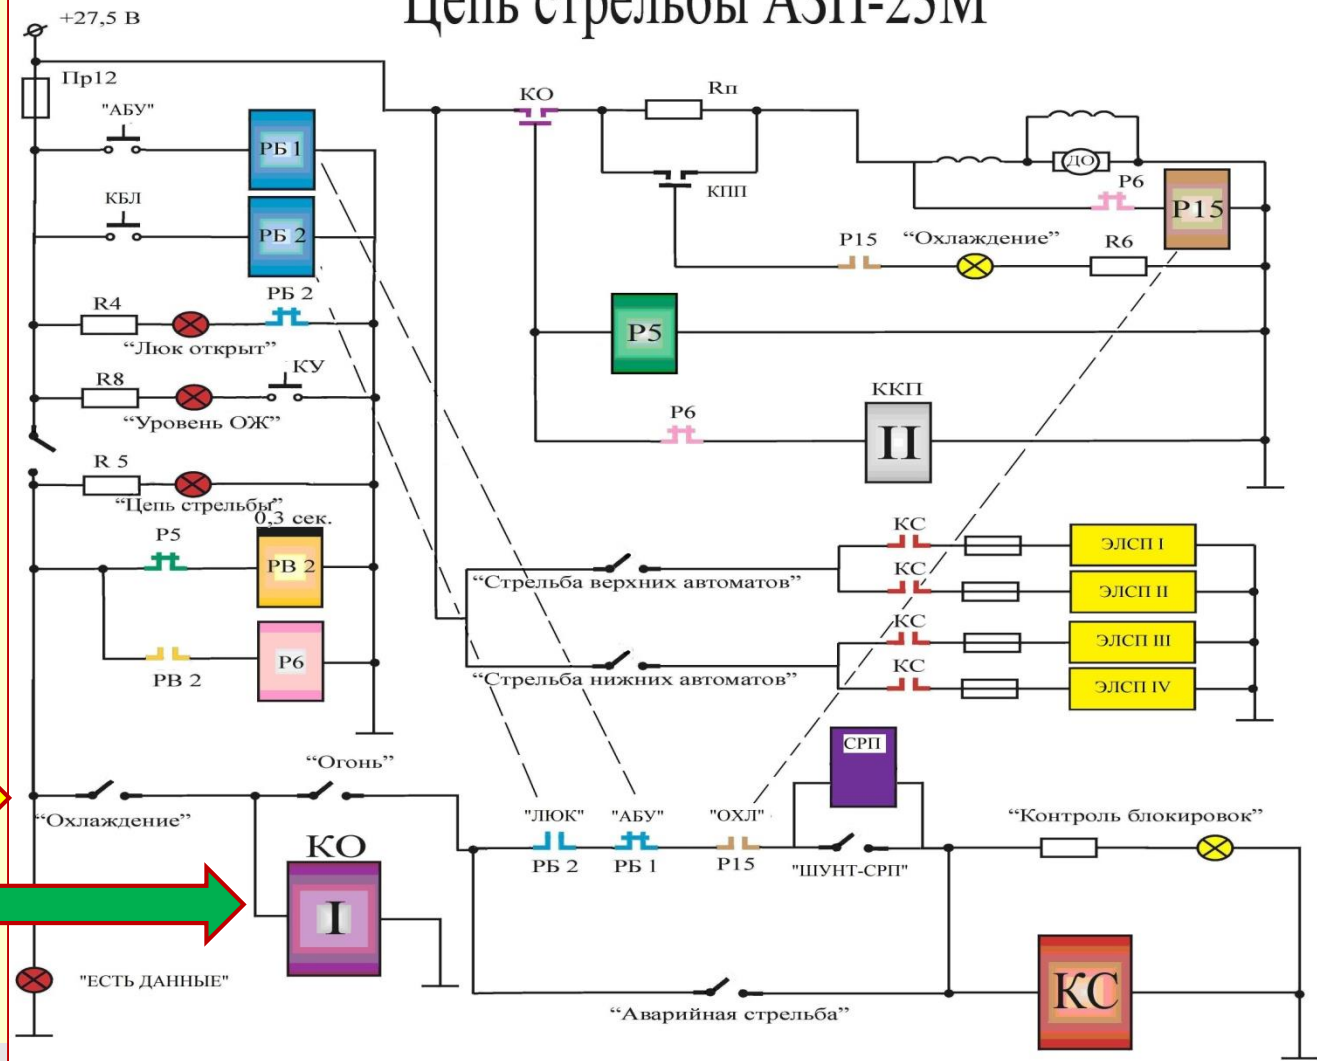 Цепь стрельбы АЗП-23М
+27,5 В
Пр12
"АБУ"
РБ 1
КБЛ
РБ 2
РБ 2
R4
“Люк открыт”
R8
КУ
“Уровень ОЖ”
R 5
“Цепь стрельбы”
0,3 сек.
Р5
РВ 2
РВ 2
Р6
КО
Rп
КПП
ДО
Р6
Р15
Р15
“Охлаждение”
R6
Р5
Р6
ККП
II
КС
ЭЛСП I
“Стрельба верхних автоматов”
КС
ЭЛСП II
КС
ЭЛСП III
“Стрельба нижних автоматов”
КС
ЭЛСП IV
“Охлаждение”
“Огонь”
КО
I
"ЛЮК"
"АБУ"
"ОХЛ"
РБ 2
РБ 1
Р15
СРП
"ШУНТ-СРП"
“Контроль блокировок”
“Аварийная стрельба”
КС
"ЕСТЬ ДАННЫЕ"